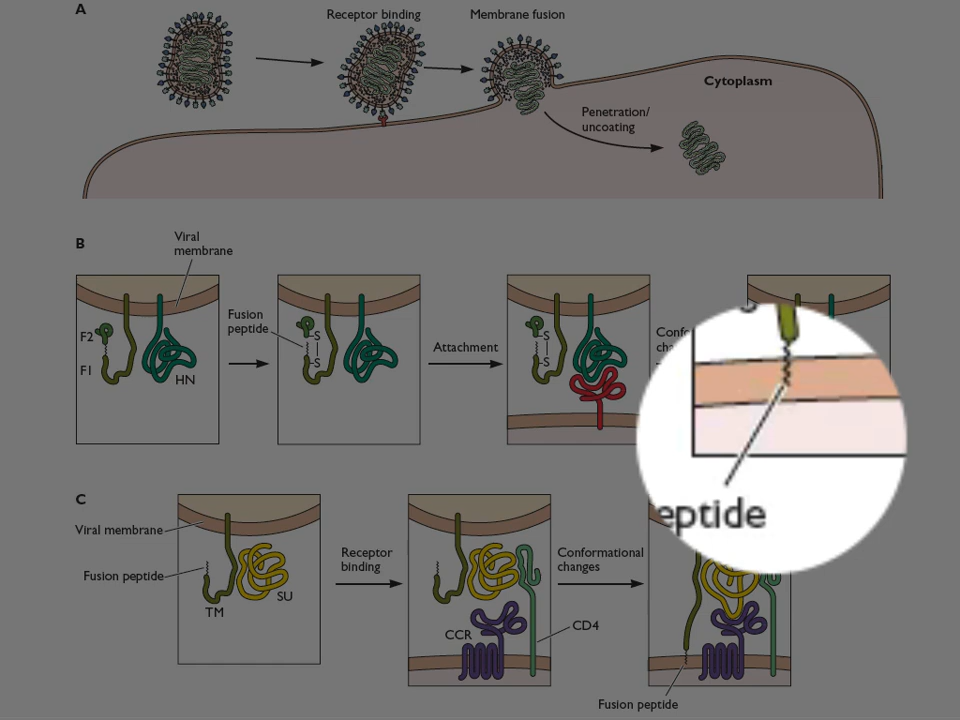 A
Receptor binding
Membrane fusion
Cytoplasm
Penetration/
uncoating
B
Viral
membrane
Fusion
peptide
F2
F1
HN
S
S
Attachment
S
S
C
Viral membrane
Fusion peptide
TM
SU
Receptor
binding
CCR
CD4
Conformational
changes
Fusion peptide
eptide